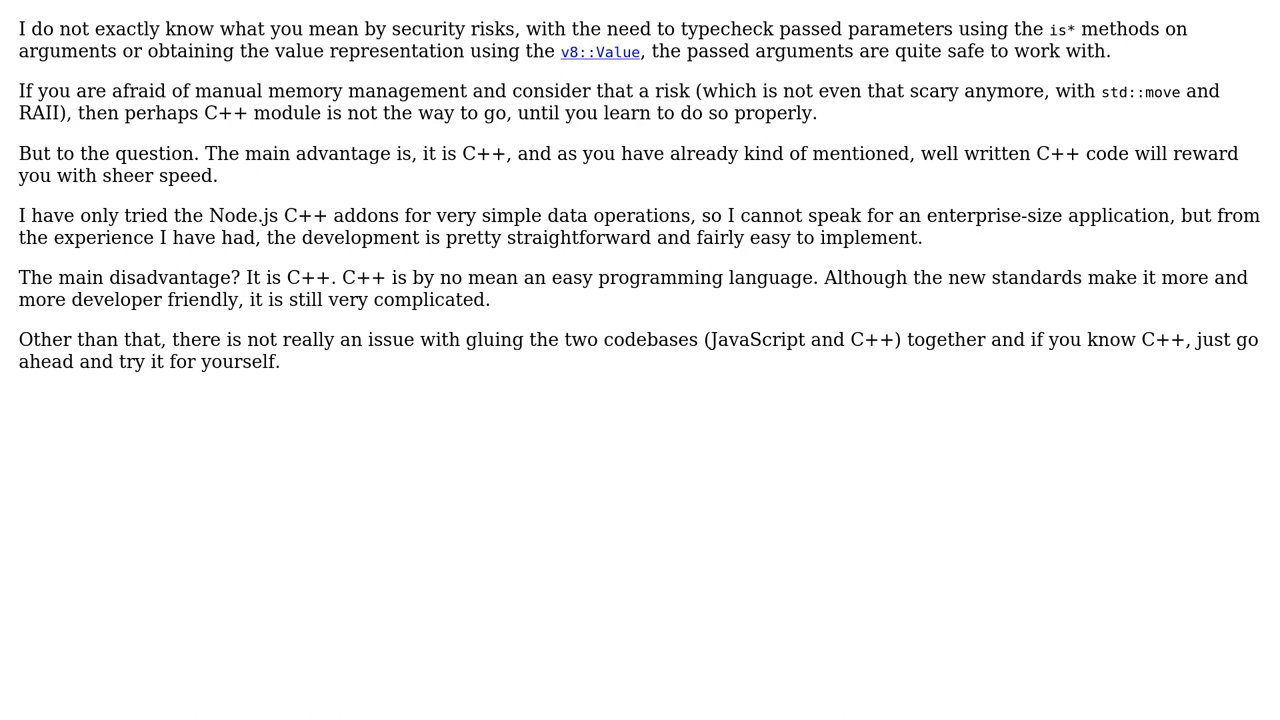 I do not exactly know what you mean by security risks, with the need to typecheck passed parameters using the is* methods on
arguments or obtaining the value representation using the v8::Value, the passed arguments are quite safe to work with.
If you are afraid of manual memory management and consider that a risk (which is not even that scary anymore, with std::move and
RAII), then perhaps C++ module is not the way to go, until you learn to do so properly.
But to the question. The main advantage is, it is C++, and as you have already kind of mentioned, well written C++ code will reward
you with sheer speed.
I have only tried the Node.js C++ addons for very simple data operations, so I cannot speak for an enterprise-size application, but from
the experience I have had, the development is pretty straightforward and fairly easy to implement.
The main disadvantage? It is C++. C++ is by no mean an easy programming language. Although the new standards make it more and
more developer friendly, it is still very complicated.
Other than that, there is not really an issue with gluing the two codebases (JavaScript and C++) together and if you know C++, just go
ahead and try it for yourself.